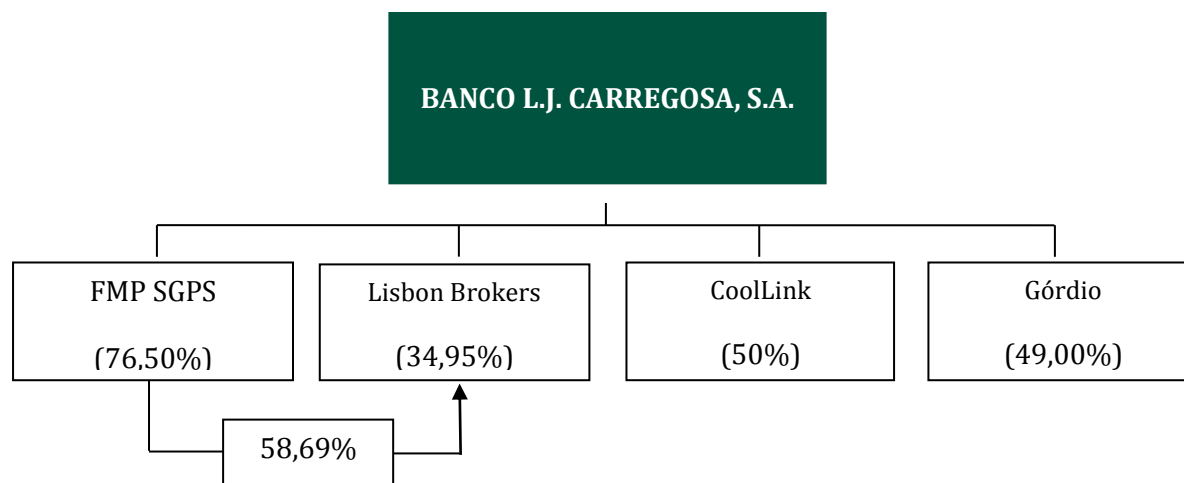 BANCO L.J. CARREGOSA, S.A.
FMP SGPS
(76,50%)
Lisbon Brokers
(34,95%)
CoolLink
(50%)
Górdio
(49,00%)
58,69%